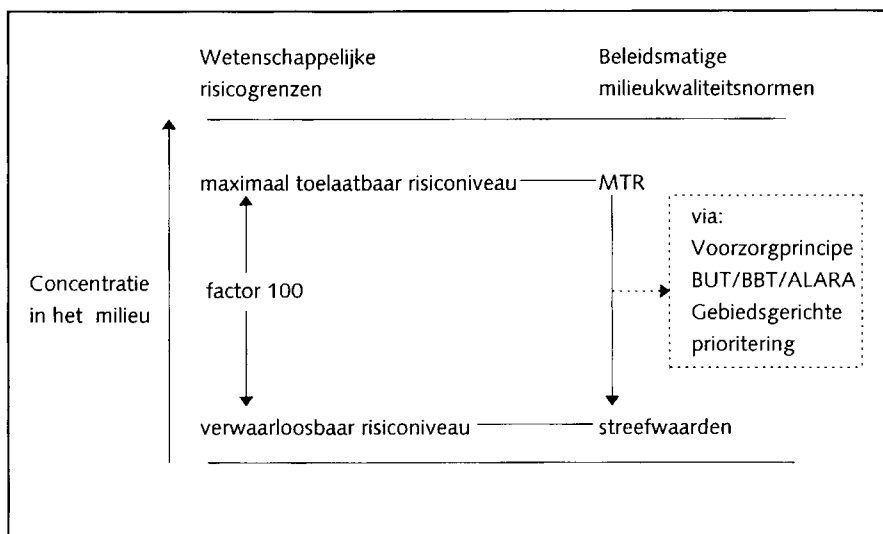 Wetenschappelijke
risicogrenzen
Beleidsmatige
milieukwaliteitsnormen
maximaal toelaatbaar risiconiveau
MTR
via:
Voorzorgprincipe
BUT/BBT/ALARA
Gebiedsgerichte
prioritering
Concentratie
in het milieu
factor 100
verwaarloosbaar risiconiveau
streefwaarden